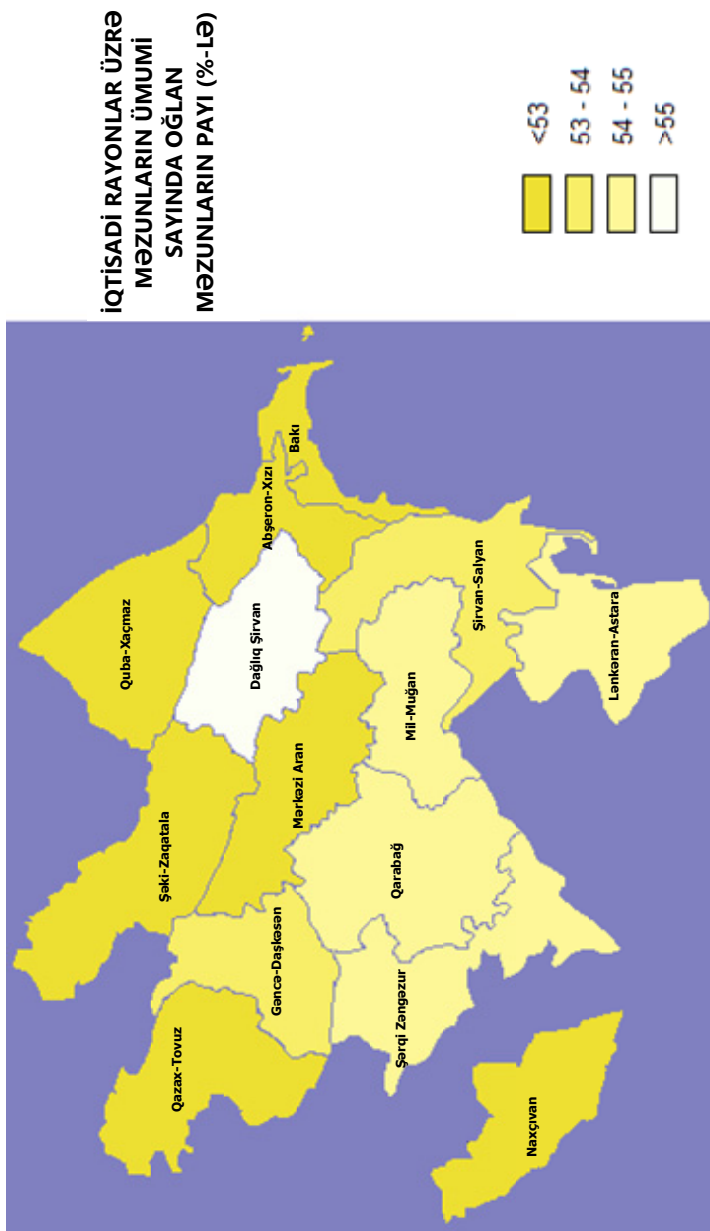 İQTİSADİ RAYONLAR ÜZRƏ
MƏZUNLARIN ÜMUMİ
SAYINDA OĞLAN
MƏZUNLARIN PAYI (%-LƏ)
<53
53 - 54
54 - 55
>55
Quba-Xaçmaz
Abşeron-Xızı
Bakı
Şəki-Zaqatala
Dağlıq Şirvan
Qazax-Tovuz
Mərkəzi Aran
Gəncə-Daşkəsən
Mil-Muğan
Şirvan-Salyan
Qarabağ
Şərqi Zəngəzur
Lənkəran-Astara
Naxçıvan